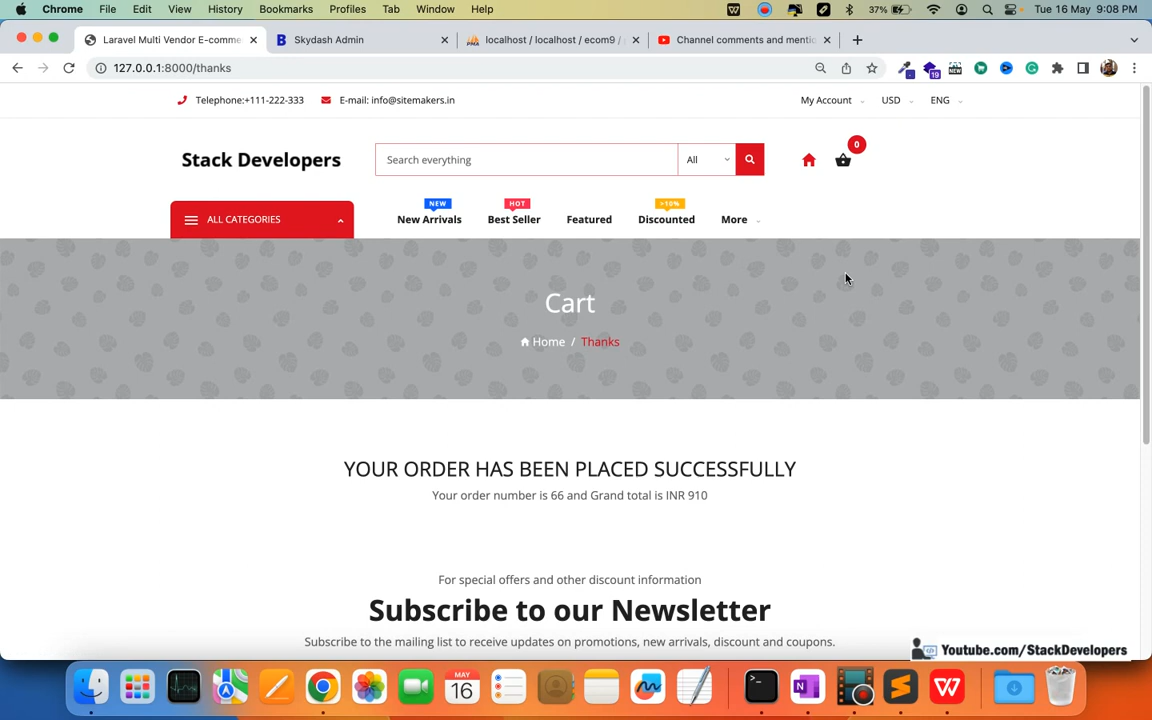 Chrome File Edit View History Bookmarks Profiles Tab Window Help 37% Tue 16 May 9:08 PM
Laravel Multi Vendor E-comme Skydash Admin localhost / localhost / ecom9 / Channel comments and mentio
127.0.0.1:8000/thanks 19 NEW
Telephone:+111-222-333 E-mail: info@sitemakers.in My Account USD ENG
Stack Developers Search everything All 0
NEW HOT >10%
ALL CATEGORIES New Arrivals Best Seller Featured Discounted More
Cart
Home / Thanks
YOUR ORDER HAS BEEN PLACED SUCCESSFULLY
Your order number is 66 and Grand total is INR 910
For special offers and other discount information
Subscribe to our Newsletter
Subscribe to the mailing list to receive updates on promotions, new arrivals, discount and coupons.
Youtube.com/StackDevelopers
MAY
16